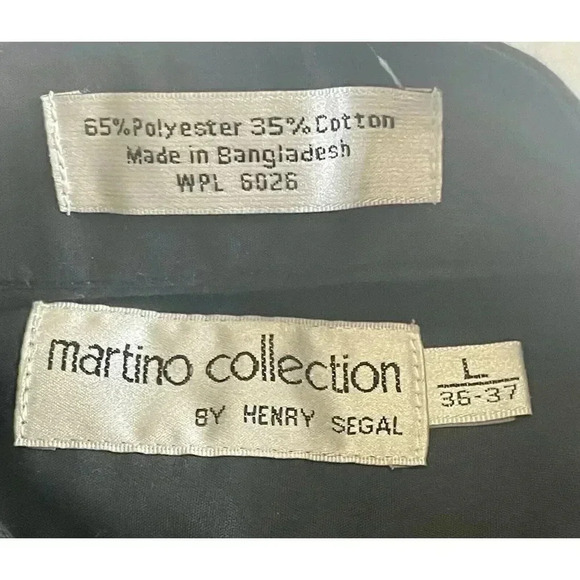 65% Polyester 35% Cotton
Made in Bangladesh
WPL 6026
martino collection
BY HENRY SEGAL
L
36-37